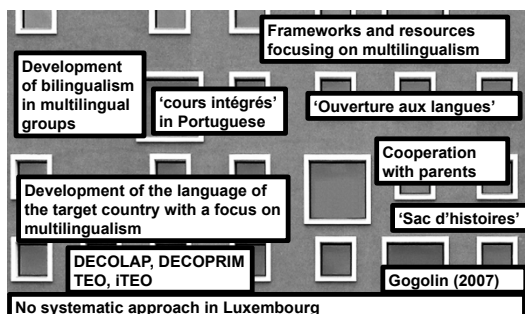 Frameworks and resources
focusing on multilingualism
Development
of bilingualism
in multilingual
groups
‘cours intégrés’
in Portuguese
‘Ouverture aux langues’
Cooperation
with parents
Development of the language of
the target country with a focus on
multilingualism
‘Sac d’histoires’
DECOLAP, DECOPRIM
TEO, iTEO
Gogolin (2007)
No systematic approach in Luxembourg